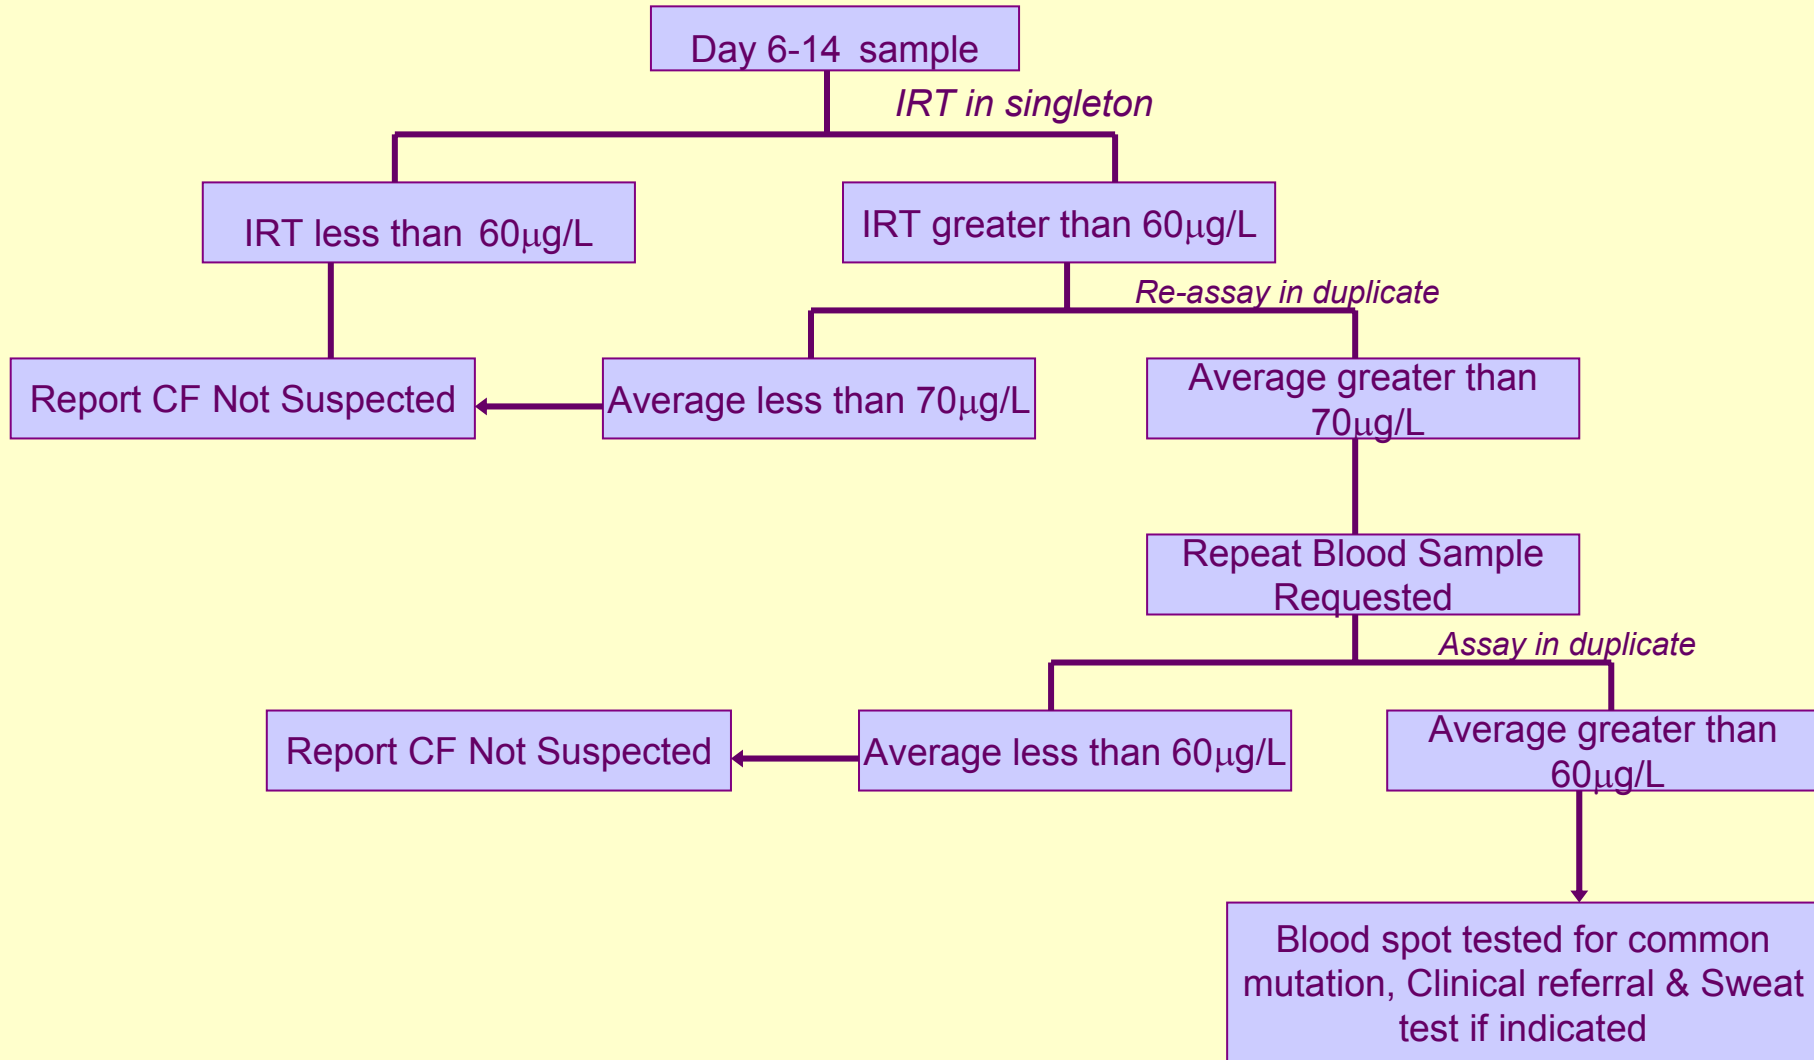 Day 6-14 sample
IRT in singleton
IRT less than 60μg/L
IRT greater than 60μg/L
Re-assay in duplicate
Report CF Not Suspected
Average less than 70μg/L
Average greater than
70μg/L
Repeat Blood Sample
Requested
Assay in duplicate
Report CF Not Suspected
Average less than 60μg/L
Average greater than
60μg/L
Blood spot tested for common
mutation, Clinical referral & Sweat
test if indicated